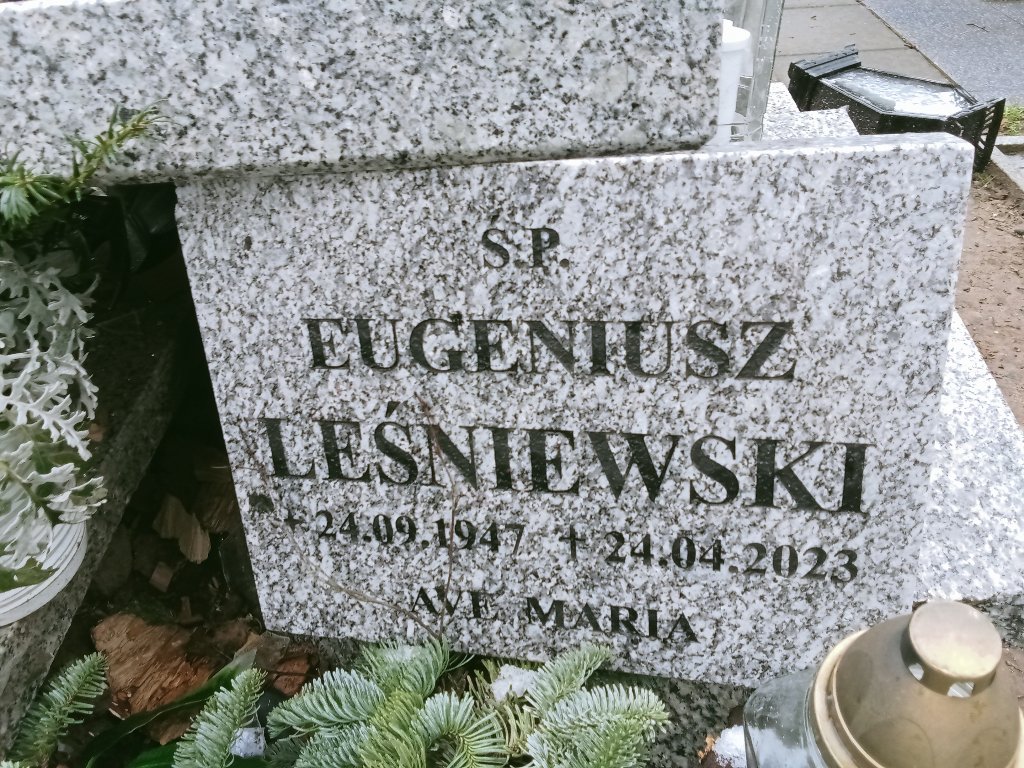 Ś.P.
EUGENIUSZ
LEŚNIEWSKI
* 24.09.1947 † 24.04.2023
AVE MARIA